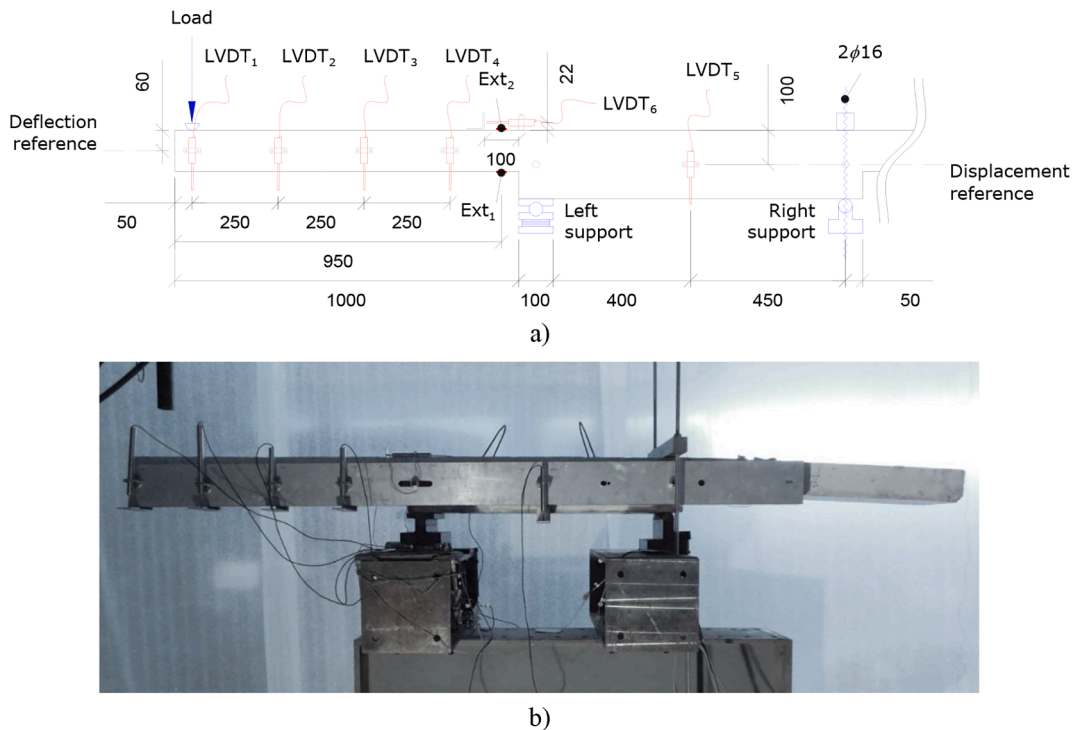 Load
LVDT1
LVDT2
LVDT3
LVDT4
Ext2
22
LVDT6
LVDT5
2ϕ16
60
100
Deflection
reference
100
Displacement
reference
Ext1
50
250
250
250
Left
support
Right
support
950
1000
100
400
450
50
a)
b)